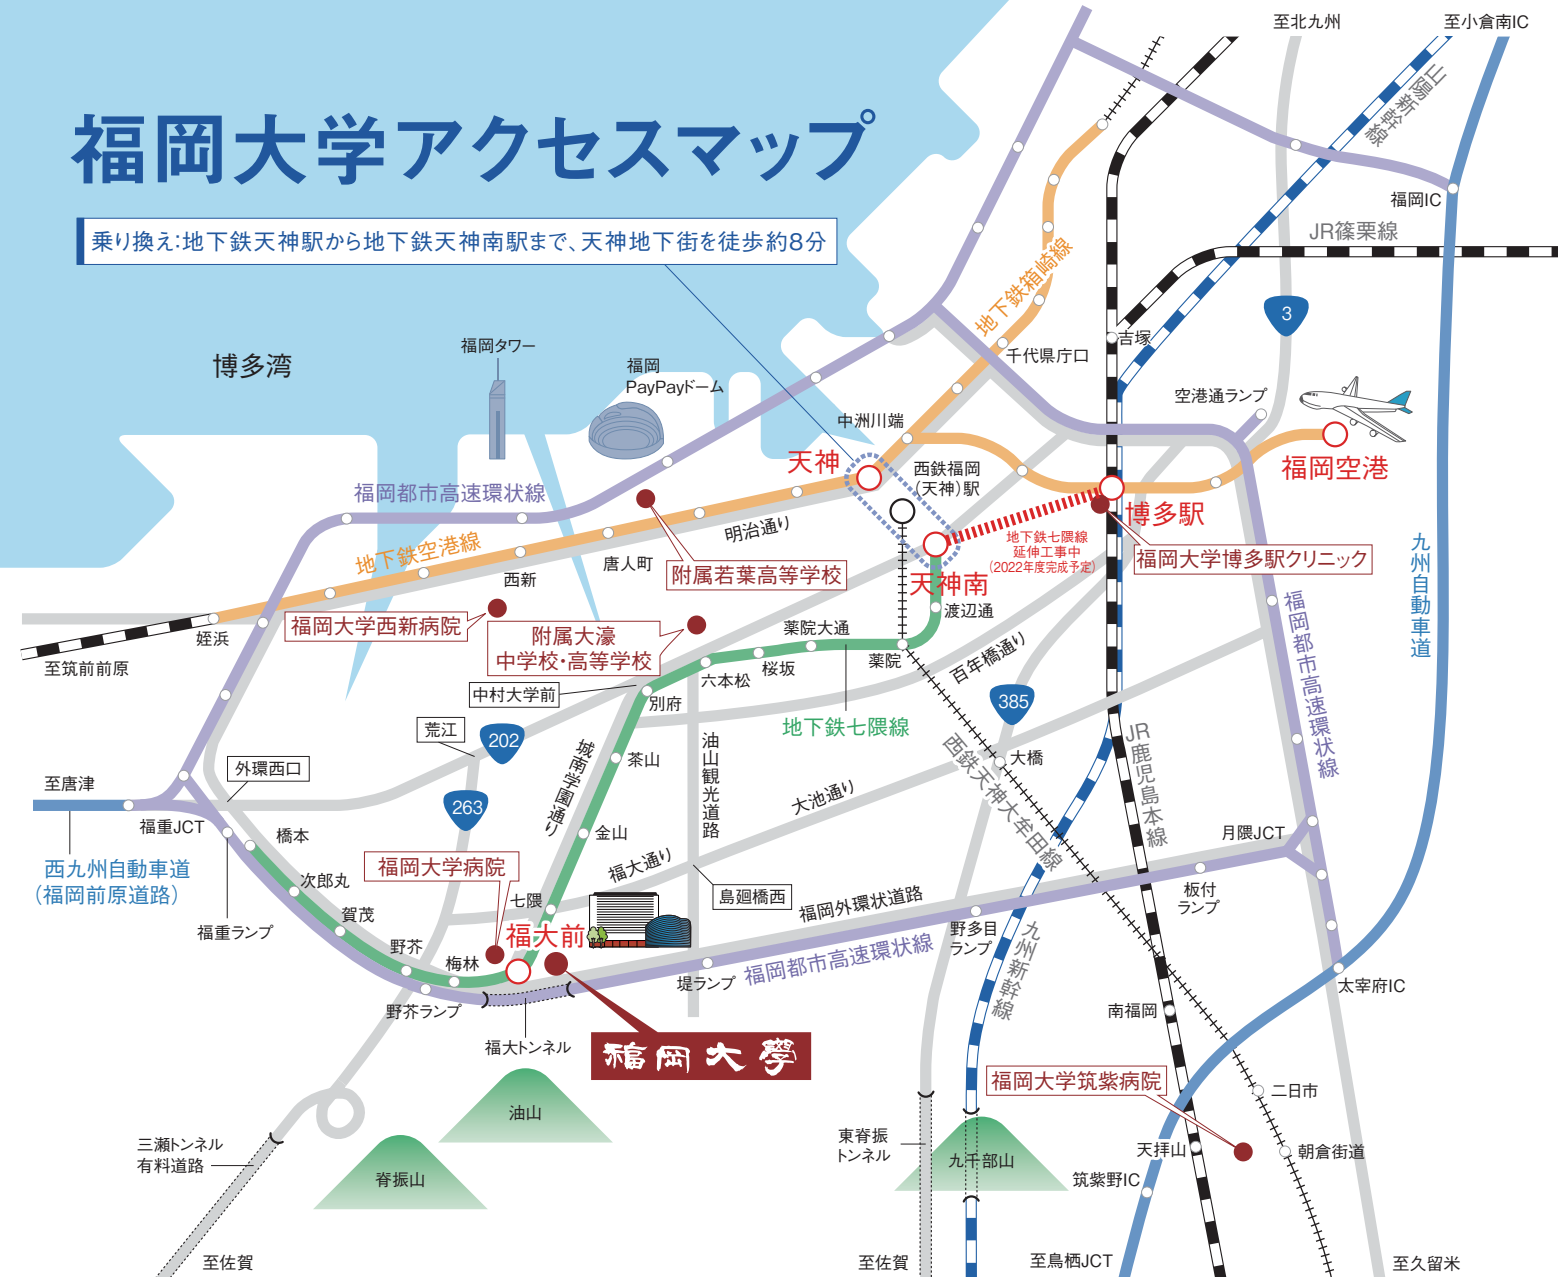 福岡大学アクセスマップ
乗り換え:地下鉄天神駅から地下鉄天神南駅まで、天神地下街を徒歩約8分
至北九州
至小倉南IC
山陽新幹線
福岡IC
JR篠栗線
3
地下鉄箱崎線
千代県庁口
吉塚
空港通ランプ
博多湾
福岡タワー
福岡
PayPayドーム
中洲川端
天神
西鉄福岡
(天神)駅
福岡空港
福岡都市高速環状線
地下鉄空港線
明治通り
博多駅
地下鉄七隈線
延伸工事中
(2022年度完成予定)
福岡大学博多駅クリニック
九州自動車道
西新
唐人町
附属若葉高等学校
天神南
渡辺通
福岡都市高速環状線
姪浜
至筑前前原
福岡大学西新病院
附属大濠
中学校・高等学校
薬院大通
薬院
桜坂
六本松
別府
中村大学前
百年橋通り
385
地下鉄七隈線
荒江
202
城南学園通り
茶山
油山観光道路
西鉄天神大牟田線
大橋
JR鹿児島本線
外環西口
至唐津
福重JCT
263
大池通り
橋本
金山
月隈JCT
西九州自動車道
(福岡前原道路)
福岡大学病院
福大通り
次郎丸
七隈
島廻橋西
福岡外環状道路
板付
ランプ
賀茂
福重ランプ
福大前
野芥
梅林
野多目
ランプ
九州新幹線
福岡都市高速環状線
堤ランプ
太宰府IC
野芥ランプ
南福岡
福大トンネル
福岡大學
福岡大学筑紫病院
二日市
油山
三瀬トンネル
有料道路
東脊振
トンネル
九千部山
天拝山
朝倉街道
脊振山
筑紫野IC
至佐賀
至佐賀
至鳥栖JCT
至久留米